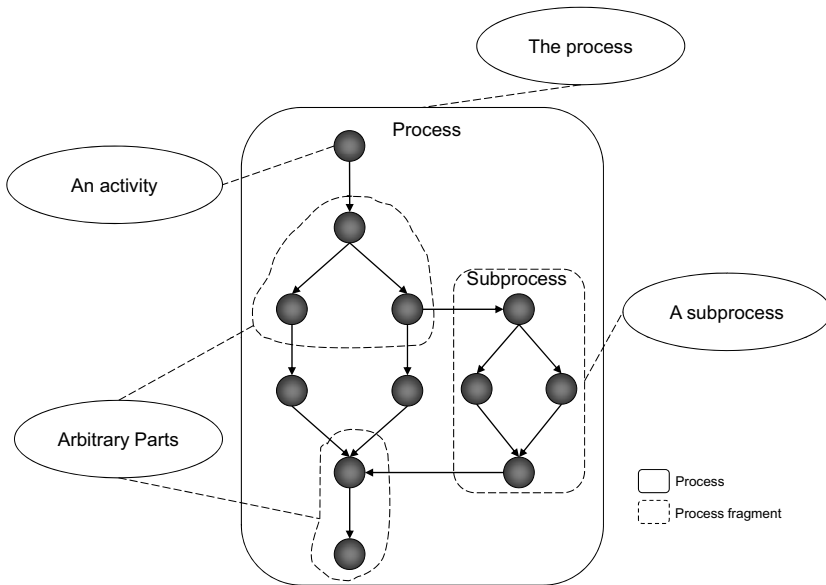 The process
Process
An activity
Subprocess
A subprocess
Arbitrary Parts
Process
Process fragment